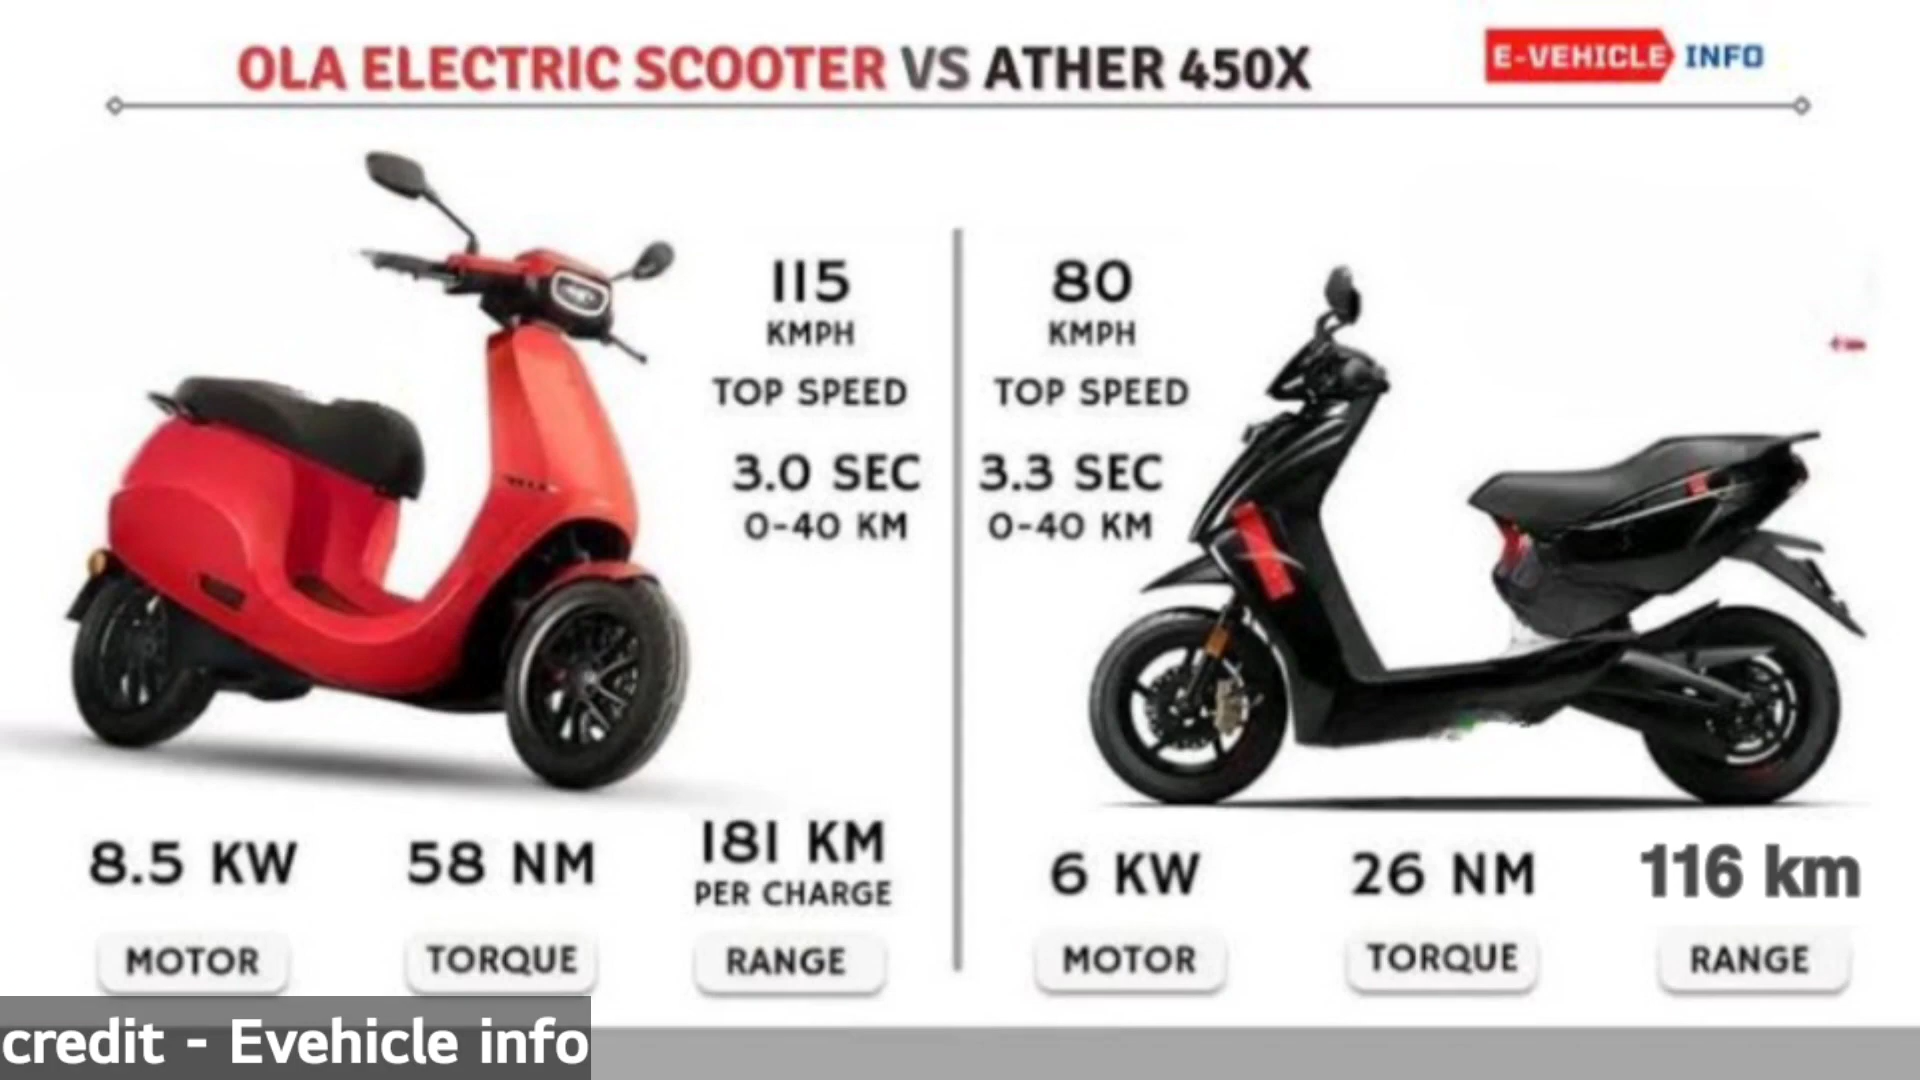 OLA ELECTRIC SCOOTER VS ATHER 450X
E-VEHICLE INFO
115
KMPH
TOP SPEED
3.0 SEC
0-40 KM
80
KMPH
TOP SPEED
3.3 SEC
0-40 KM
8.5 KW
MOTOR
58 NM
TORQUE
181 KM
PER CHARGE
RANGE
6 KW
MOTOR
26 NM
TORQUE
116 km
RANGE
credit - Evehicle info